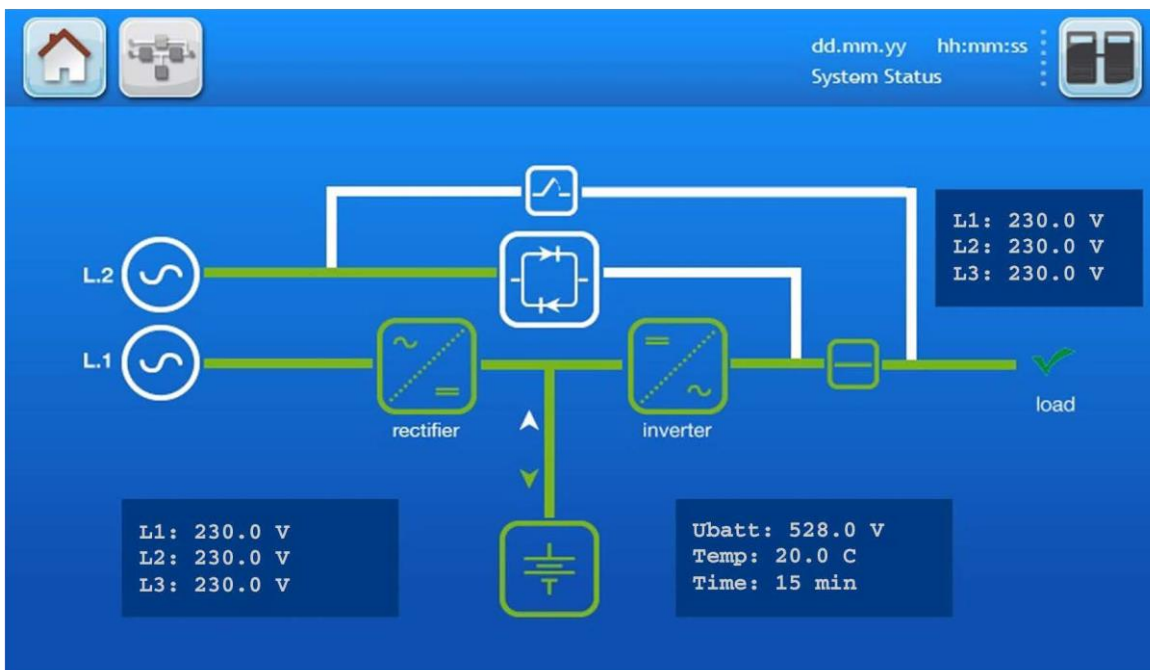 dd.mm.yy hh:mm:ss
System Status
L1: 230.0 V
L2: 230.0 V
L3: 230.0 V
L.2
L.1
load
rectifier
inverter
L1: 230.0 V
L2: 230.0 V
L3: 230.0 V
Ubatt: 528.0 V
Temp: 20.0 C
Time: 15 min